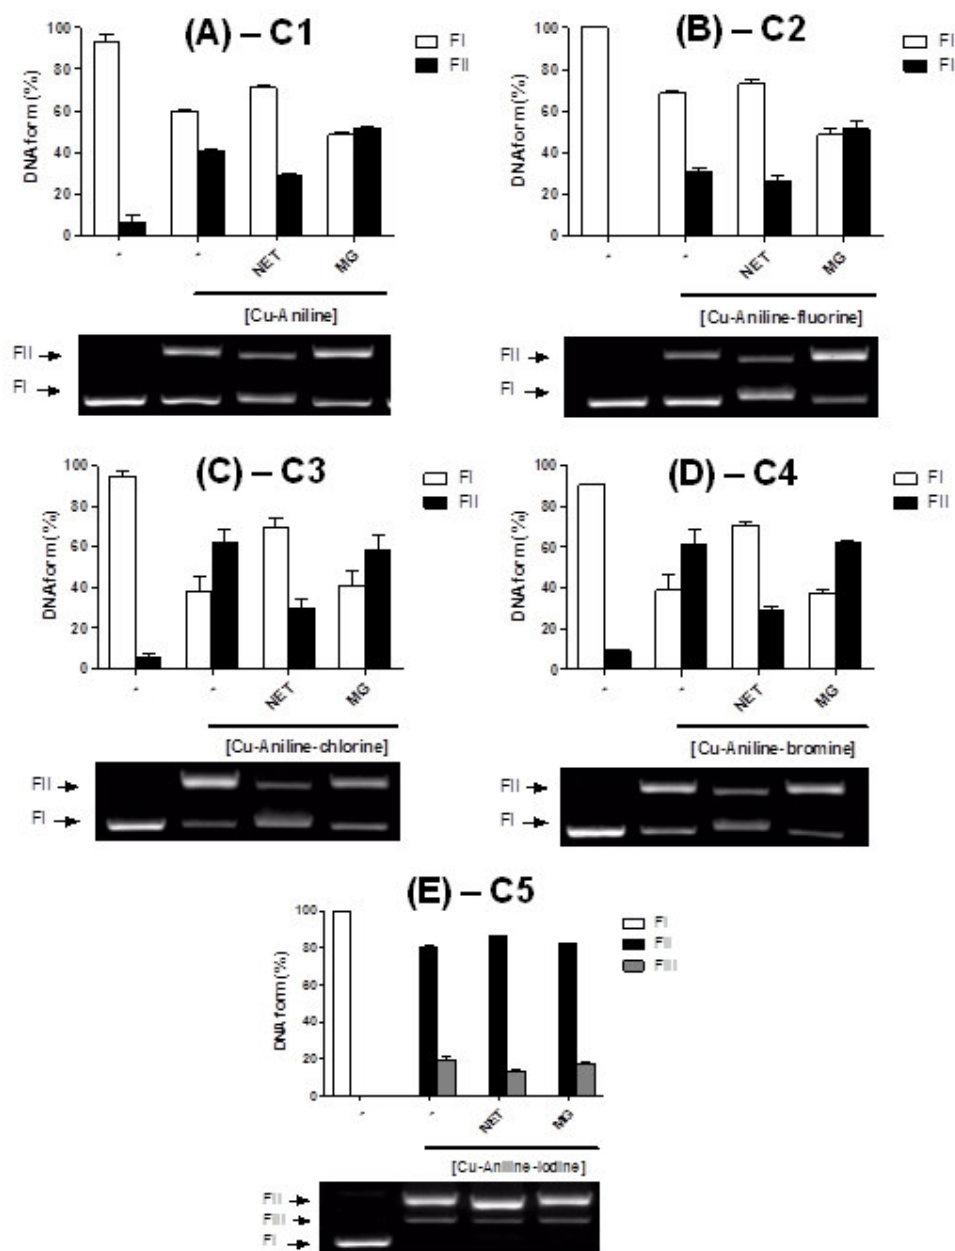 (A) – C1
DNA form (%)
100
80
60
40
20
0
FI
FII
- - NET MG
[Cu-Aniline]
FII
FI
(B) – C2
DNA form (%)
100
80
60
40
20
0
FI
FI
- - NET MG
[Cu-Aniline-fluorine]
FII
FI
(C) – C3
DNA form (%)
100
80
60
40
20
0
FI
FII
- - NET MG
[Cu-Aniline-chlorine]
FII
FI
(D) – C4
DNA form (%)
100
80
60
40
20
0
FI
FII
- - NET MG
[Cu-Aniline-bromine]
FII
FI
(E) – C5
DNA form (%)
100
80
60
40
20
0
FI
FII
FIII
- - NET MG
[Cu-Aniline-iodine]
FII
FIII
FI